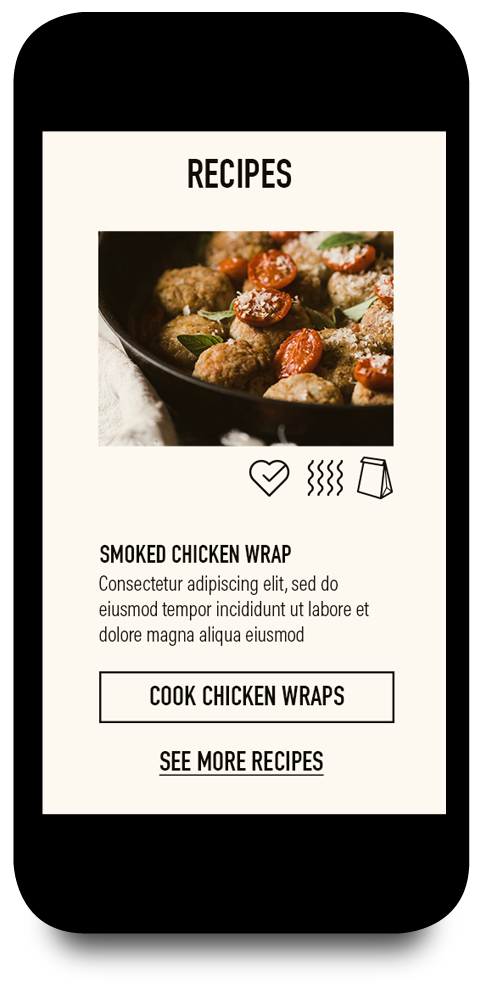 RECIPES
SMOKED CHICKEN WRAP
Consectetur adipiscing elit, sed do
eiusmod tempor incididunt ut labore et
dolore magna aliqua eiusmod
COOK CHICKEN WRAPS
SEE MORE RECIPES